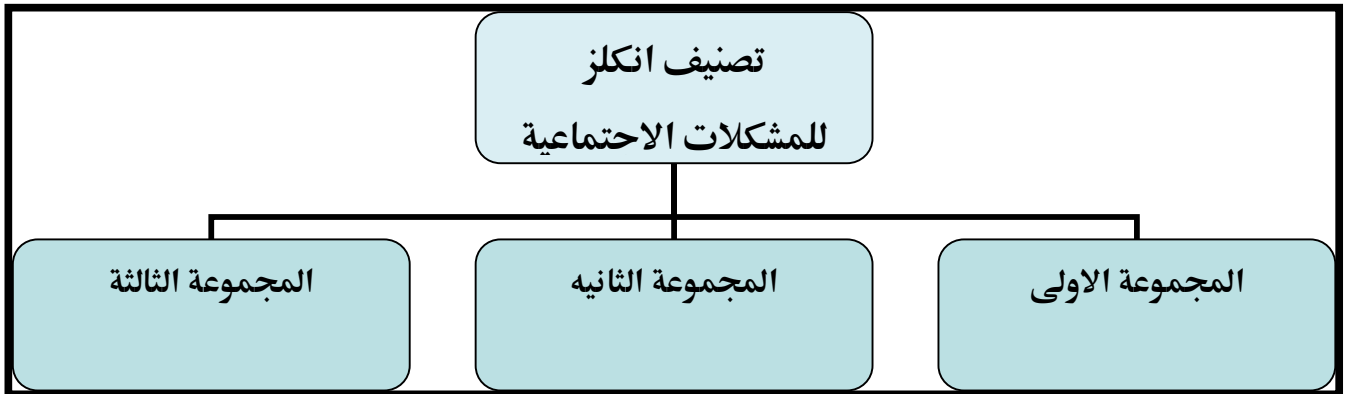 تصنيف انكلز
للمشكلات الاحتماعية
المجموعة الاولى
المجموعة الثانيه
المجموعة الثالثة